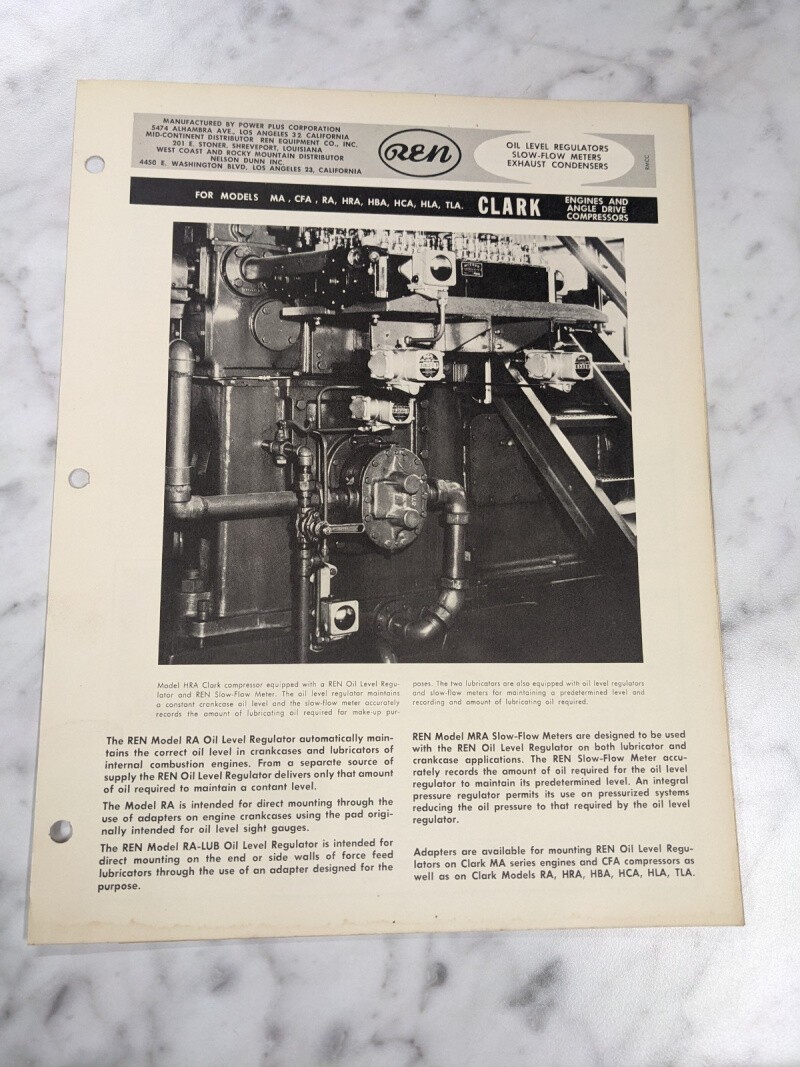 MANUFACTURED BY POWER PLUS CORPORATION
5474 ALHAMBRA AVE., LOS ANGELES 32 CALIFORNIA
MID-CONTINENT DISTRIBUTOR REN EQUIPMENT CO., INC.
201 E. STONER, SHREVEPORT, LOUISIANA
WEST COAST AND ROCKY MOUNTAIN DISTRIBUTOR
NELSON DUNN INC.
4450 E. WASHINGTON BLVD. LOS ANGELES 23, CALIFORNIA
REN
OIL LEVEL REGULATORS
SLOW-FLOW METERS
EXHAUST CONDENSERS
FOR MODELS MA, CFA, RA, HRA, HBA, HCA, HLA, TLA. CLARK ENGINES AND
ANGLE DRIVE
COMPRESSORS
Model HRA Clark compressor equipped with a REN Oil Level Regu-
lator and REN Slow-Flow Meter. The oil level regulator maintains
a constant crankcase oil level and the slow-flow meter accurately
records the amount of lubricating oil required for make-up pur-
poses. The two lubricators are also equipped with oil level regulators
and slow-flow meters for maintaining a predetermined level and
recording and amount of lubricating oil required.
The REN Model RA Oil Level Regulator automatically main-
tains the correct oil level in crankcases and lubricators of
internal combustion engines. From a separate source of
supply the REN Oil Level Regulator delivers only that amount
of oil required to maintain a contant level.
The Model RA is intended for direct mounting through the
use of adapters on engine crankcases using the pad origi-
nally intended for oil level sight gauges.
The REN Model RA-LUB Oil Level Regulator is intended for
direct mounting on the end or side walls of force feed
lubricators through the use of an adapter designed for the
purpose.
REN Model MRA Slow-Flow Meters are designed to be used
with the REN Oil Level Regulator on both lubricator and
crankcase applications. The REN Slow-Flow Meter accu-
rately records the amount of oil required for the oil level
regulator to maintain its predetermined level. An integral
pressure regulator permits its use on pressurized systems
reducing the oil pressure to that required by the oil level
regulator.
Adapters are available for mounting REN Oil Level Regu-
lators on Clark MA series engines and CFA compressors as
well as on Clark Models RA, HRA, HBA, HCA, HLA, TLA.